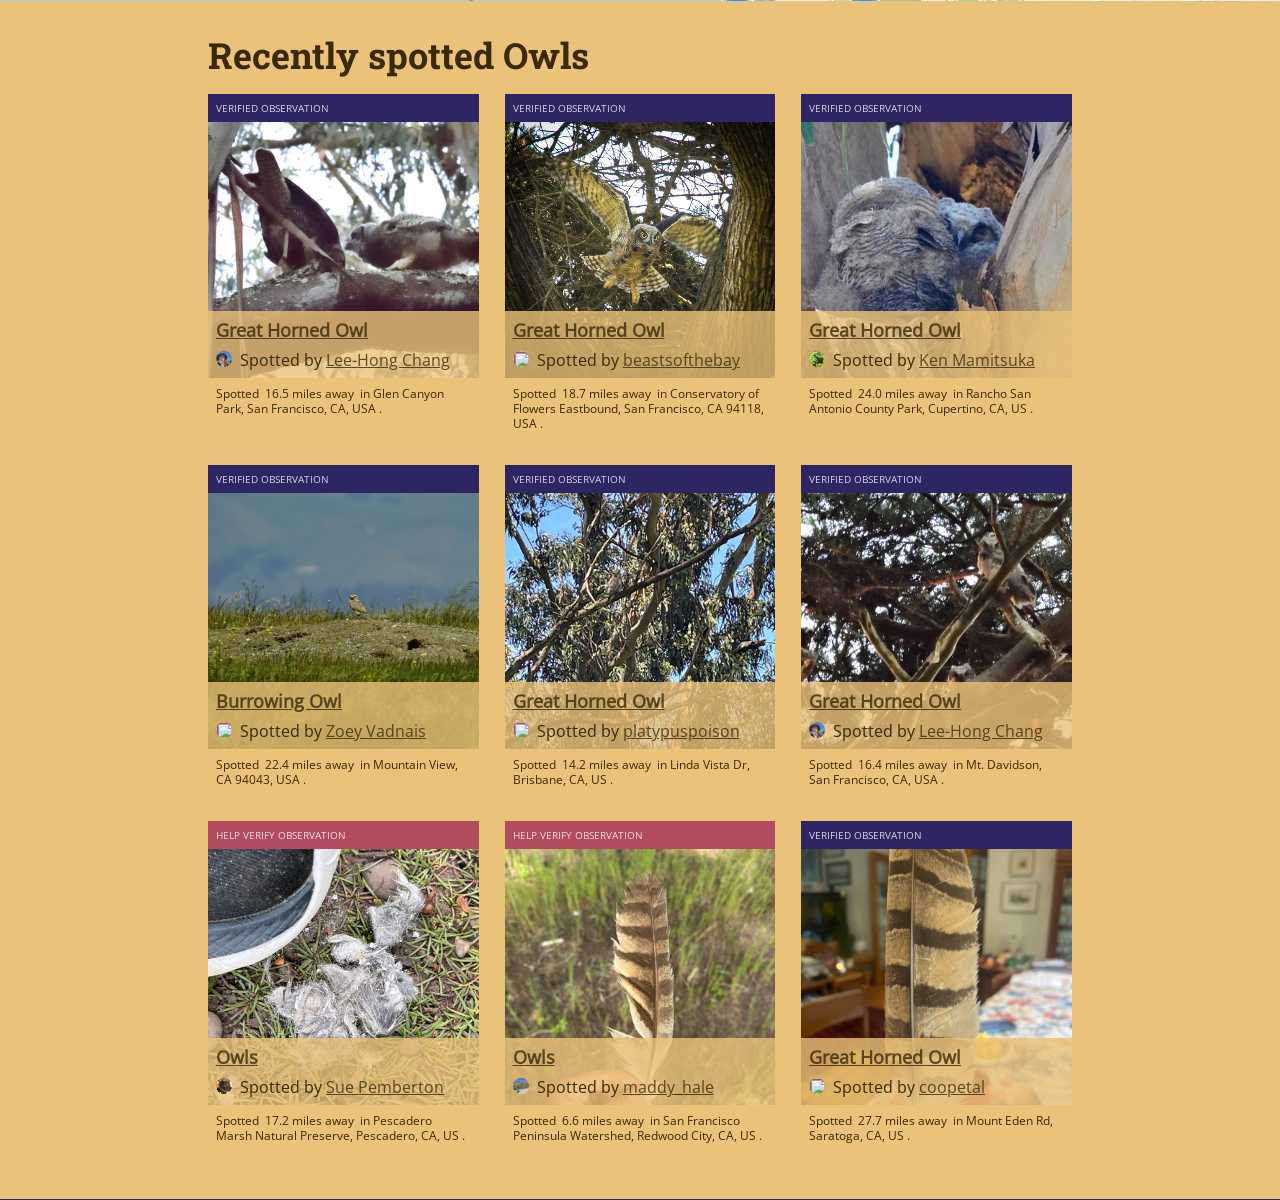 Recently spotted Owls
VERIFIED OBSERVATION
Great Horned Owl
Spotted by Lee-Hong Chang
Spotted 16.5 miles away in Glen Canyon
Park, San Francisco, CA, USA .
VERIFIED OBSERVATION
Great Horned Owl
Spotted by beastsofthebay
Spotted 18.7 miles away in Conservatory of
Flowers Eastbound, San Francisco, CA 94118,
USA .
VERIFIED OBSERVATION
Great Horned Owl
Spotted by Ken Mamitsuka
Spotted 24.0 miles away in Rancho San
Antonio County Park, Cupertino, CA, US .
VERIFIED OBSERVATION
Burrowing Owl
Spotted by Zoey Vadnais
Spotted 22.4 miles away in Mountain View,
CA 94043, USA .
VERIFIED OBSERVATION
Great Horned Owl
Spotted by platypuspoison
Spotted 14.2 miles away in Linda Vista Dr,
Brisbane, CA, US .
VERIFIED OBSERVATION
Great Horned Owl
Spotted by Lee-Hong Chang
Spotted 16.4 miles away in Mt. Davidson,
San Francisco, CA, USA .
HELP VERIFY OBSERVATION
Owls
Spotted by Sue Pemberton
Spotted 17.2 miles away in Pescadero
Marsh Natural Preserve, Pescadero, CA, US .
HELP VERIFY OBSERVATION
Owls
Spotted by maddy_hale
Spotted 6.6 miles away in San Francisco
Peninsula Watershed, Redwood City, CA, US .
VERIFIED OBSERVATION
Great Horned Owl
Spotted by coopetal
Spotted 27.7 miles away in Mount Eden Rd,
Saratoga, CA, US .